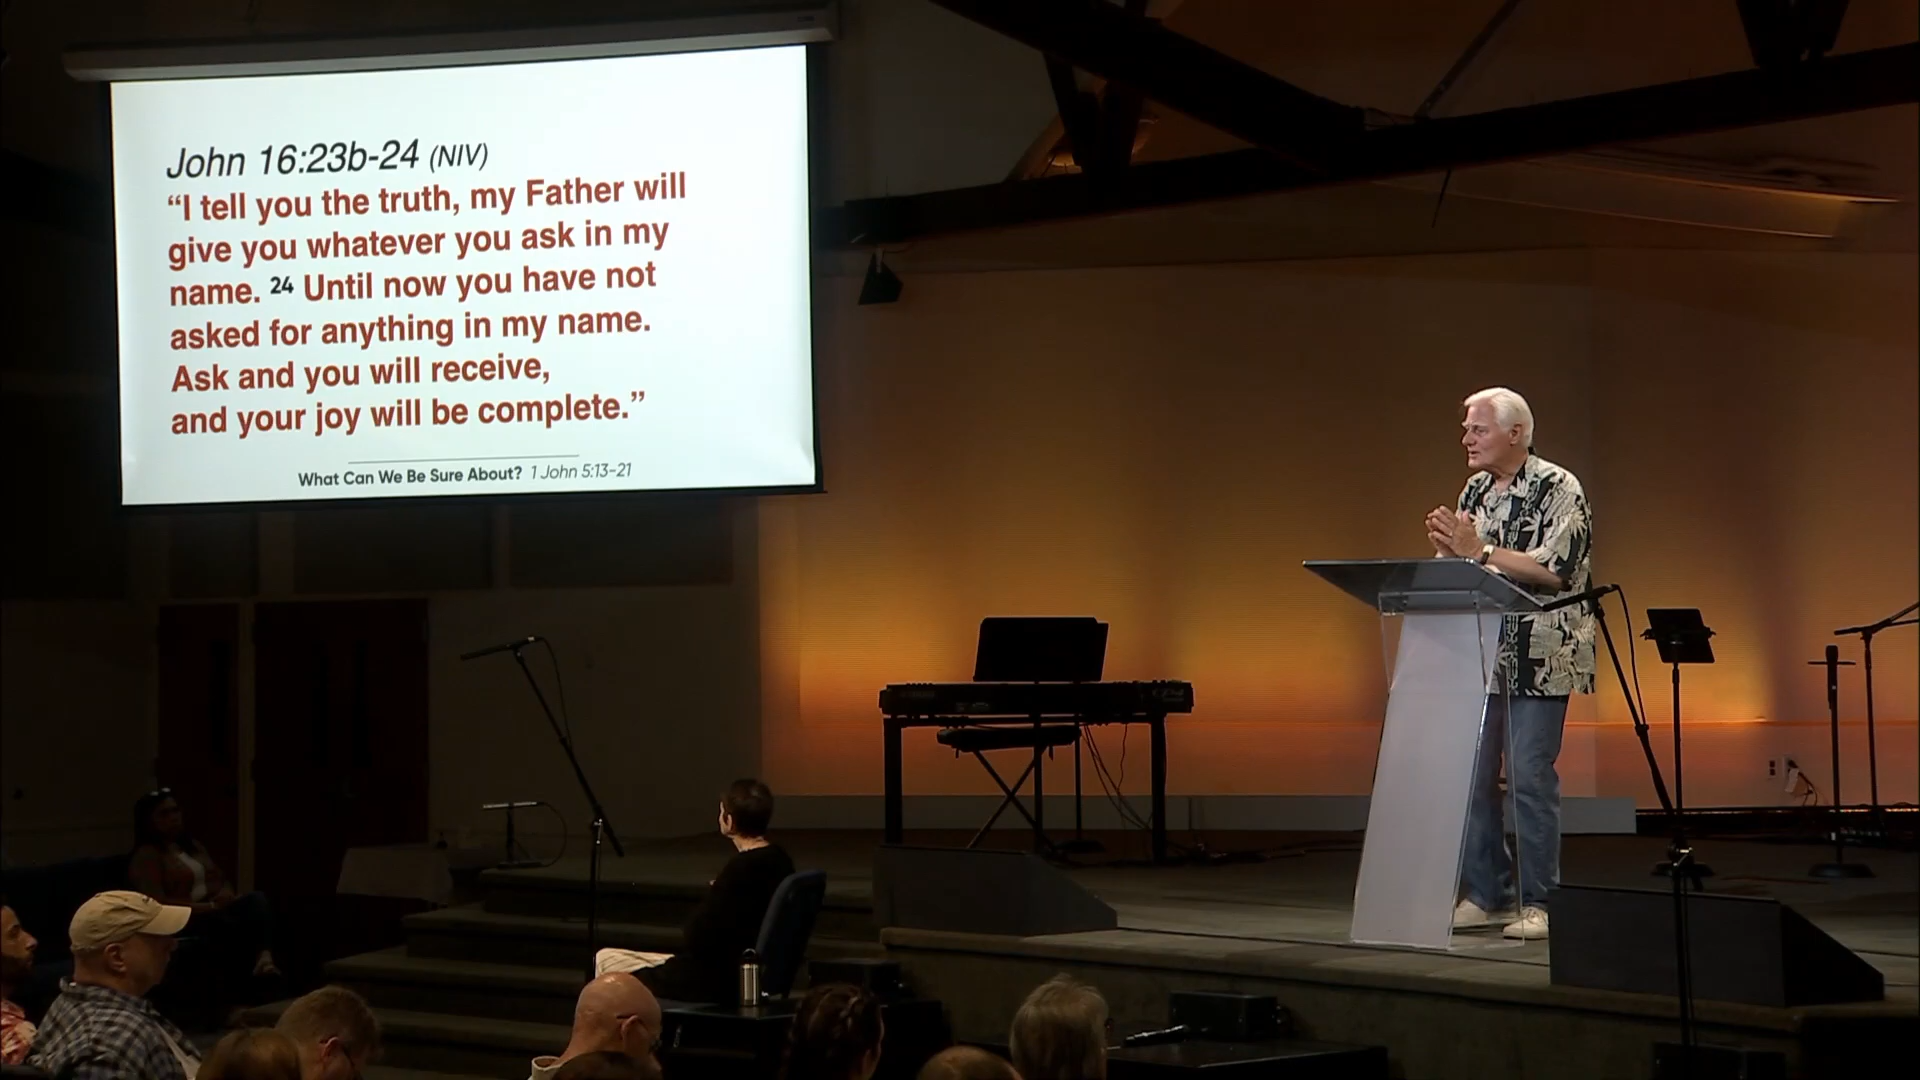 John 16:23b-24 (NIV)
“I tell you the truth, my Father will
give you whatever you ask in my
name. 24 Until now you have not
asked for anything in my name.
Ask and you will receive,
and your joy will be complete.”
What Can We Be Sure About? 1 John 5:13-21